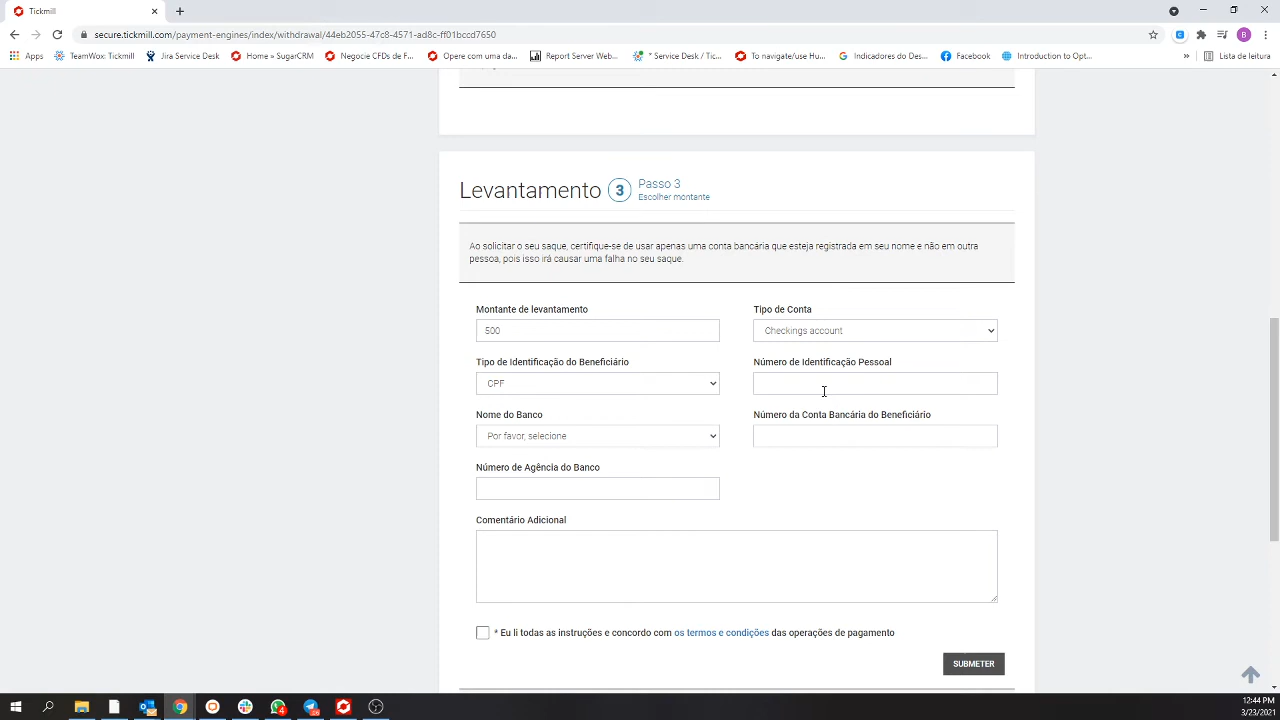 Tickmill
secure.tickmill.com/payment-engines/index/withdrawal/44eb2055-47c8-4571-ad8c-ff01bccd7650
B
Apps
TeamWox: Tickmill
Jira Service Desk
Home » SugarCRM
Negocie CFDs de F...
Opere com uma da...
Report Server Web...
* Service Desk / Tic...
To navigate/use Hu...
Indicadores do Des...
Facebook
Introduction to Opt...
»
Lista de leitura
Levantamento 3 Passo 3
Escolher montante
Ao solicitar o seu saque, certifique-se de usar apenas uma conta bancária que esteja registrada em seu nome e não em outra
pessoa, pois isso irá causar uma falha no seu saque.
Montante de levantamento
Tipo de Conta
500
Checkings account
Tipo de Identificação do Beneficiário
Número de Identificação Pessoal
CPF
Nome do Banco
Número da Conta Bancária do Beneficiário
Por favor, selecione
Número de Agência do Banco
Comentário Adicional
* Eu li todas as instruções e concordo com os termos e condições das operações de pagamento
SUBMETER
12:44 PM
3/23/2021